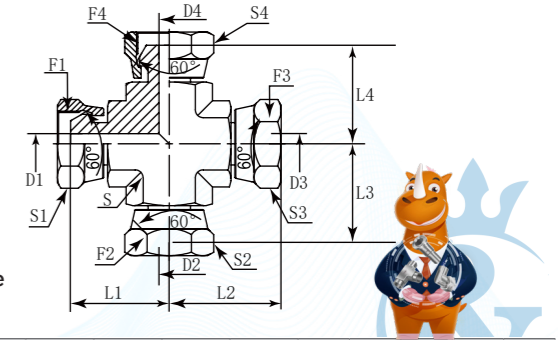 F4 D4 S4
60°
F1 F3
L4
60° 60°
D1 D3
L3
S S3
S1
60°
F2 S2
D2
e
L1 L2